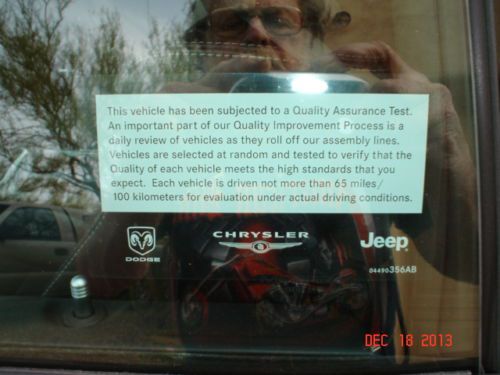 This vehicle has been subjected to a Quality Assurance Test.
An important part of our Quality Improvement Process is a
daily review of vehicles as they roll off our assembly lines.
Vehicles are selected at random and tested to verify that the
Quality of each vehicle meets the high standards that you
expect. Each vehicle is driven not more than 65 miles/
100 kilometers for evaluation under actual driving conditions.
DODGE
CHRYSLER
Jeep
04490356AB
DEC 18 2013